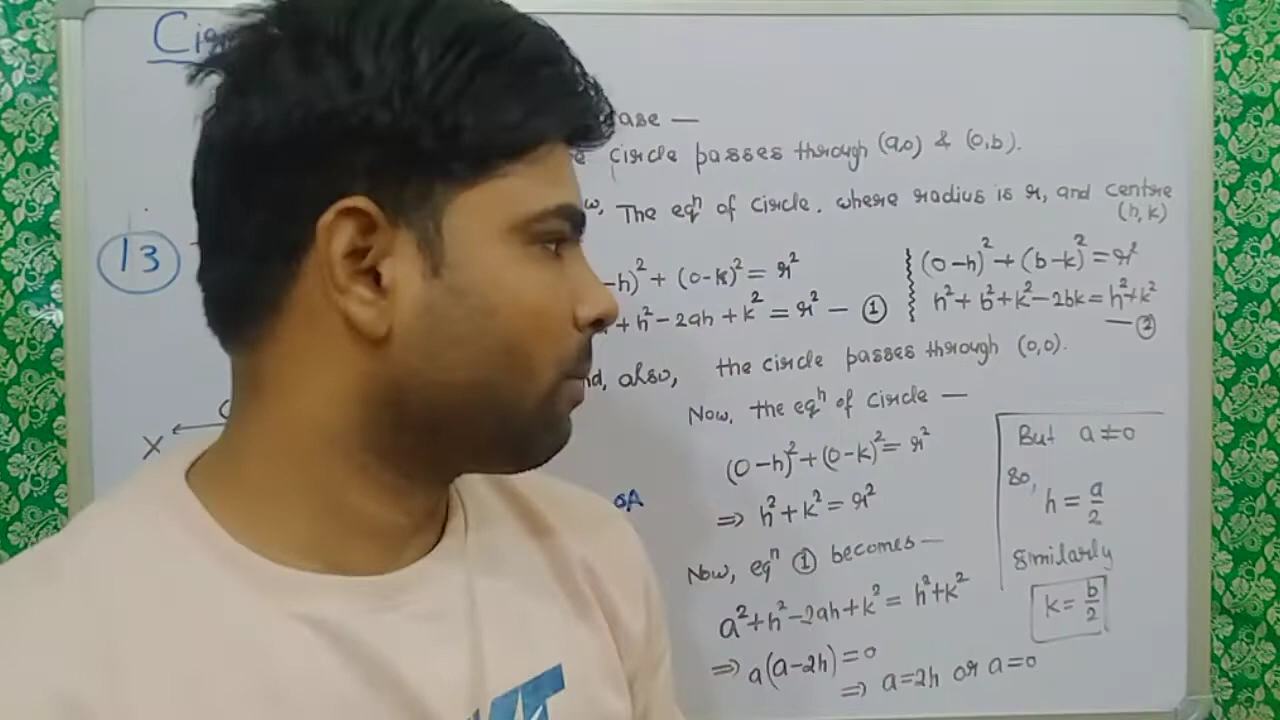 13
X
circle passes through (a,0) & (0,b).
The eqⁿ of circle. where radius is r, and centre
(h, k)
-h)² + (0-k)² = r²
+ h² - 2ah + k² = r² — ①
(0-h)² + (b-k)² = r²
h² + b² + k² - 2bk = h² + k²
— ②
also, the circle passes through (0,0).
Now, the eqⁿ of circle —
(0-h)² + (0-k)² = r²
⇒ h² + k² = r²
OA
Now, eqⁿ ① becomes —
a² + h² - 2ah + k² = h² + k²
⇒ a(a-2h) = 0
⇒ a = 2h or a = 0
But a ≠ 0
So,
h = a/2
Similarly
k = b/2